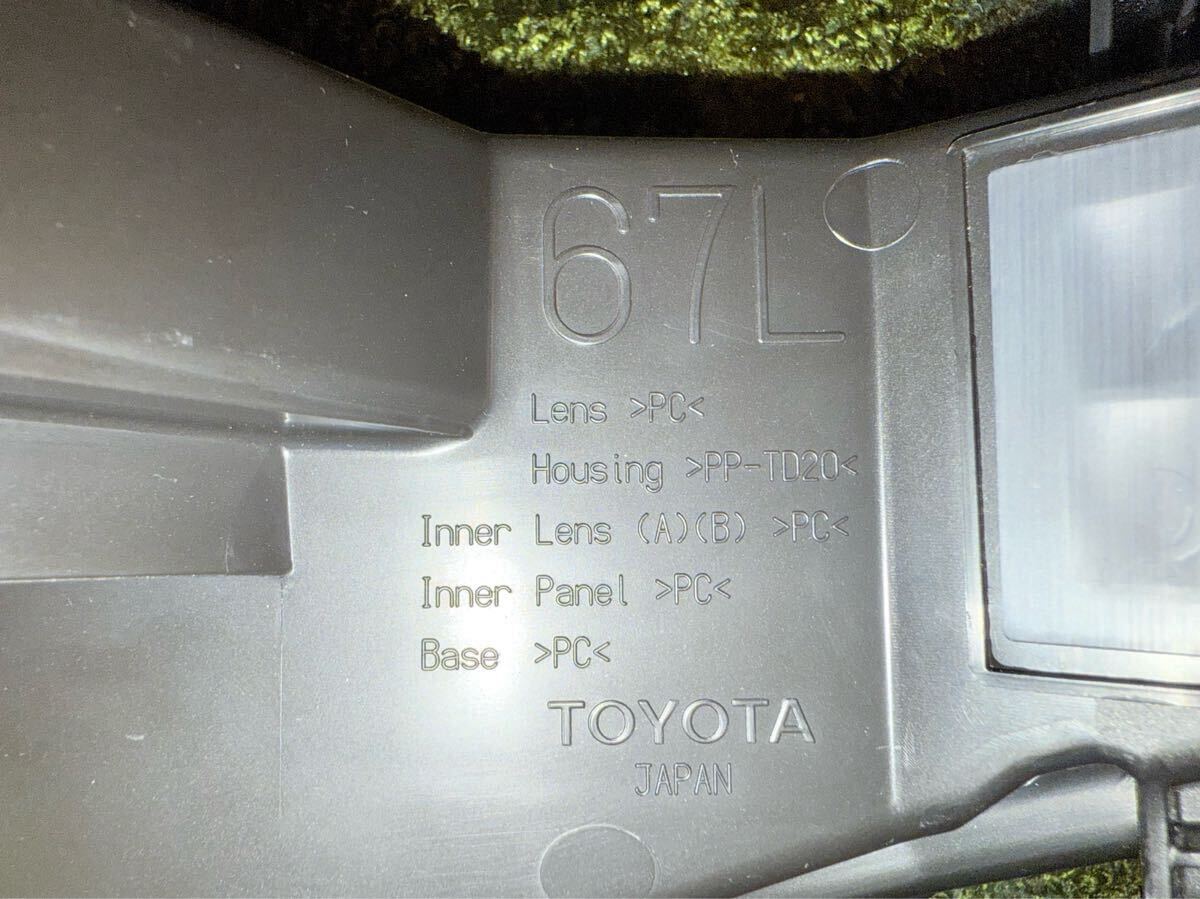 67L
Lens >PC<
Housing >PP-TD20<
Inner Lens (A)(B) >PC<
Inner Panel >PC<
Base >PC<
TOYOTA
JAPAN